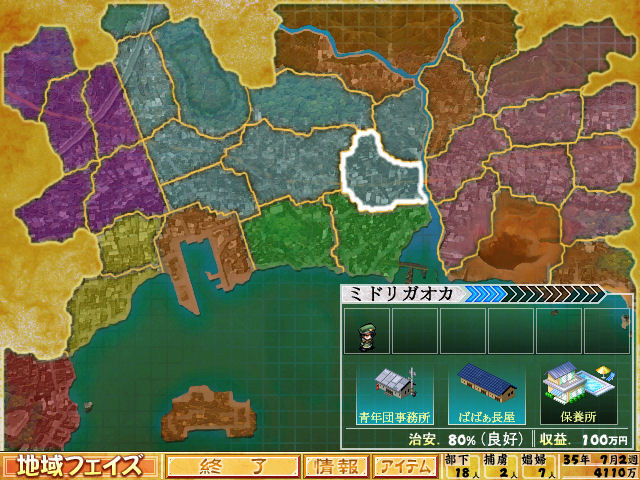 ミドリガオカ
青年団事務所 ばばぁ長屋 保養所
治安. 80%(良好) 収益. 100万円
地域フェイズ 終了 情報 アイテム
部下 捕虜 娼婦 35年 7月2週
18人 2人 7人 4110万